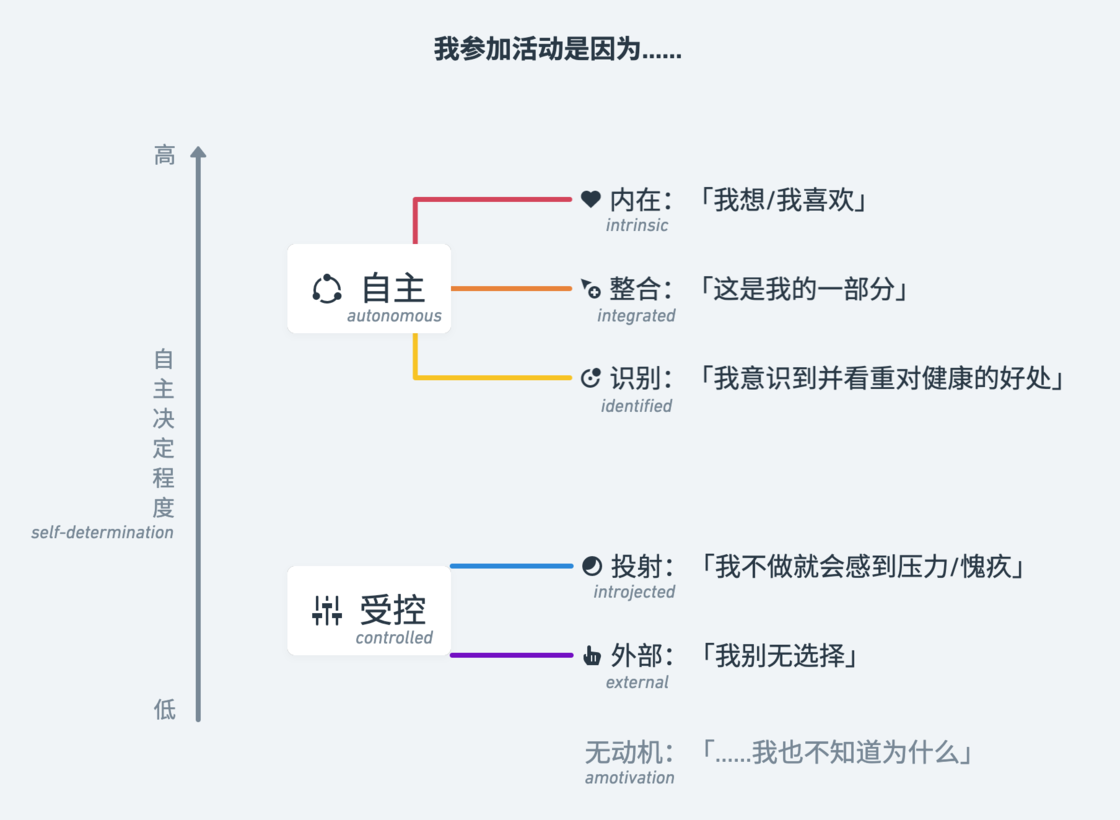 我参加活动是因为......
高
内在：「我想/我喜欢」
intrinsic
自主
autonomous
整合：「这是我的一部分」
integrated
识别：「我意识到并看重对健康的好处」
identified
自主决定程度
self-determination
投射：「我不做就会感到压力/愧疚」
introjected
受控
controlled
外部：「我别无选择」
external
低
无动机：「......我也不知道为什么」
amotivation